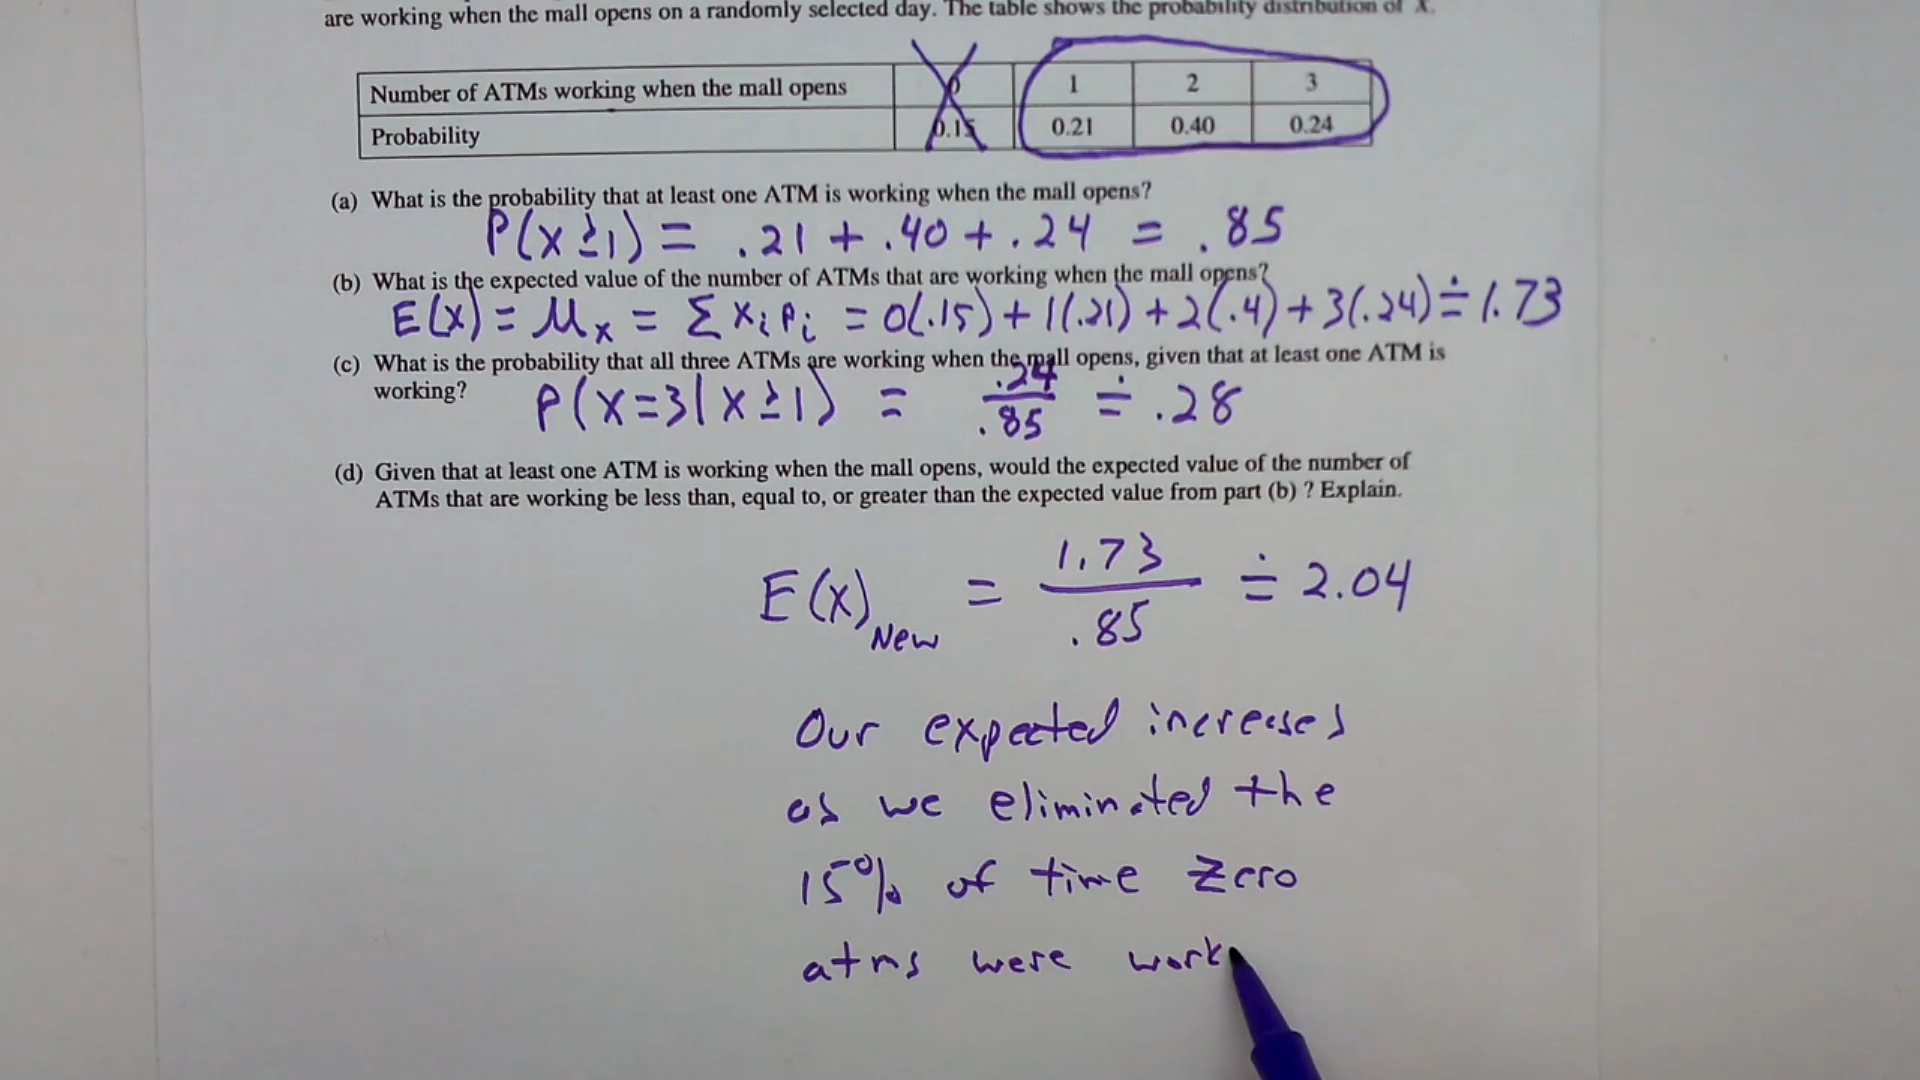 are working when the mall opens on a randomly selected day. The table shows the probability distribution of X.
Number of ATMs working when the mall opens 0 1 2 3
Probability 0.15 0.21 0.40 0.24
(a) What is the probability that at least one ATM is working when the mall opens?
P(X ≥ 1) = .21 + .40 + .24 = .85
(b) What is the expected value of the number of ATMs that are working when the mall opens?
E(X) = μx = Σ xi pi = 0(.15) + 1(.21) + 2(.4) + 3(.24) ≐ 1.73
(c) What is the probability that all three ATMs are working when the mall opens, given that at least one ATM is
working?
P(X=3 | X ≥ 1) = .24/.85 ≐ .28
(d) Given that at least one ATM is working when the mall opens, would the expected value of the number of
ATMs that are working be less than, equal to, or greater than the expected value from part (b) ? Explain.
E(X) New = 1.73/.85 ≐ 2.04
Our expected increases
as we eliminated the
15% of time zero
atms were work